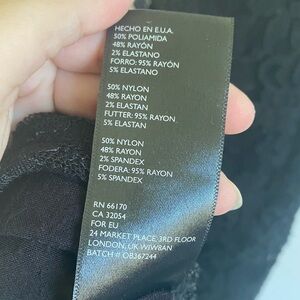 HECHO EN E.U.A.
50% POLIAMIDA
48% RAYÓN
2% ELASTANO
FORRO: 95% RAYÓN
5% ELASTANO
50% NYLON
48% RAYON
2% ELASTAN
FUTTER: 95% RAYON
5% ELASTAN
50% NYLON
48% RAYON
2% SPANDEX
FODERA: 95% RAYON
5% SPANDEX
RN 66170
CA 32054
FOR EU
24 MARKET PLACE, 3RD FLOOR
LONDON, UK W1W8AN
BATCH # OB267244